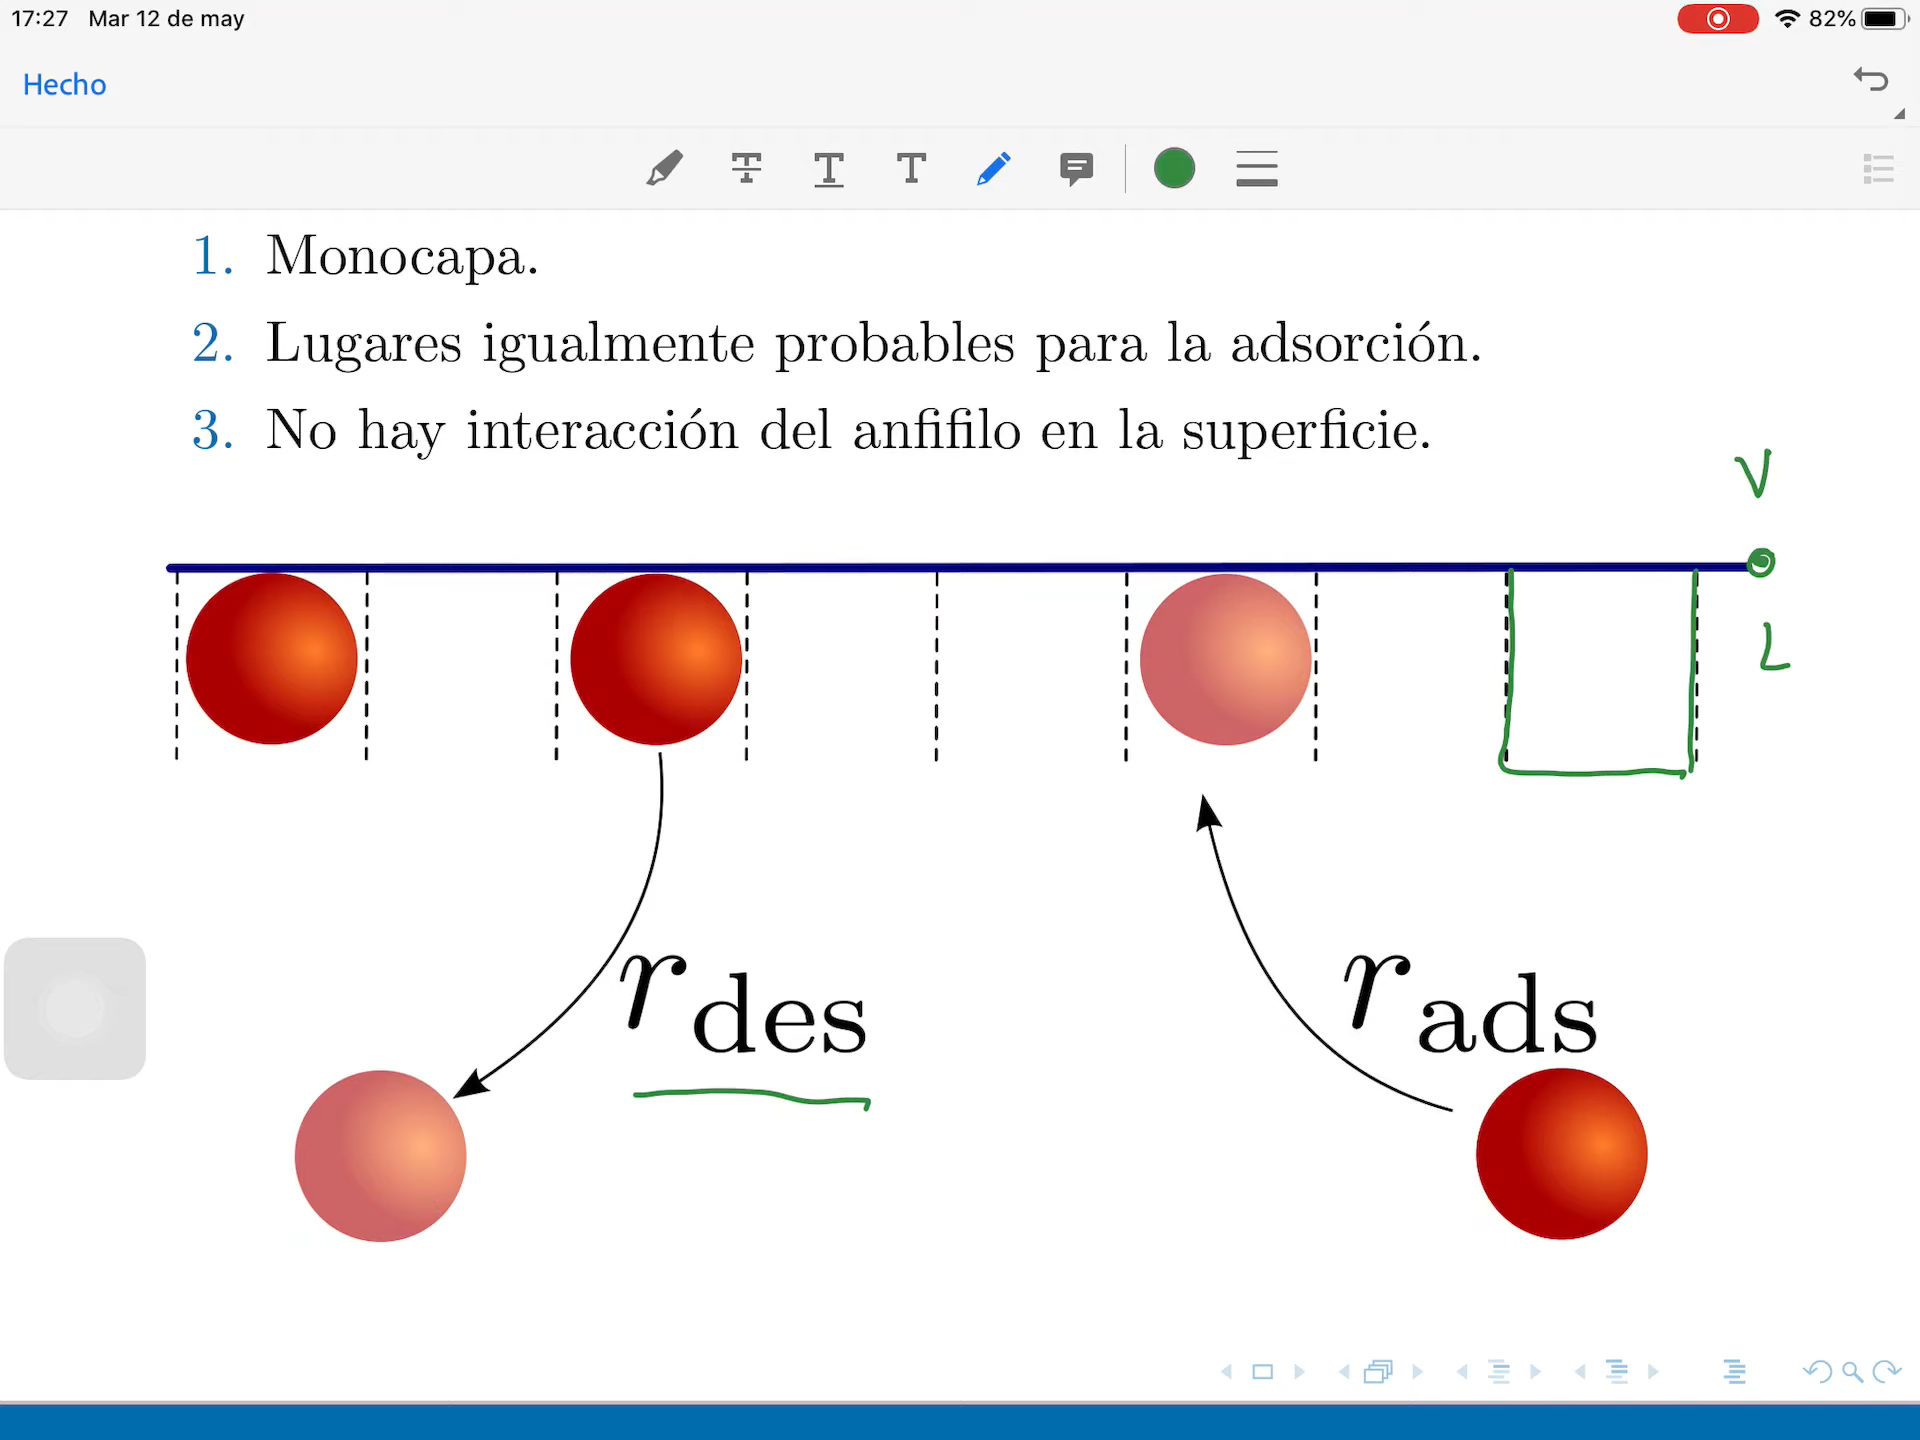 17:27 Mar 12 de may 82%
Hecho
1. Monocapa.
2. Lugares igualmente probables para la adsorción.
3. No hay interacción del anfifilo en la superficie.
V
L
r des
r ads